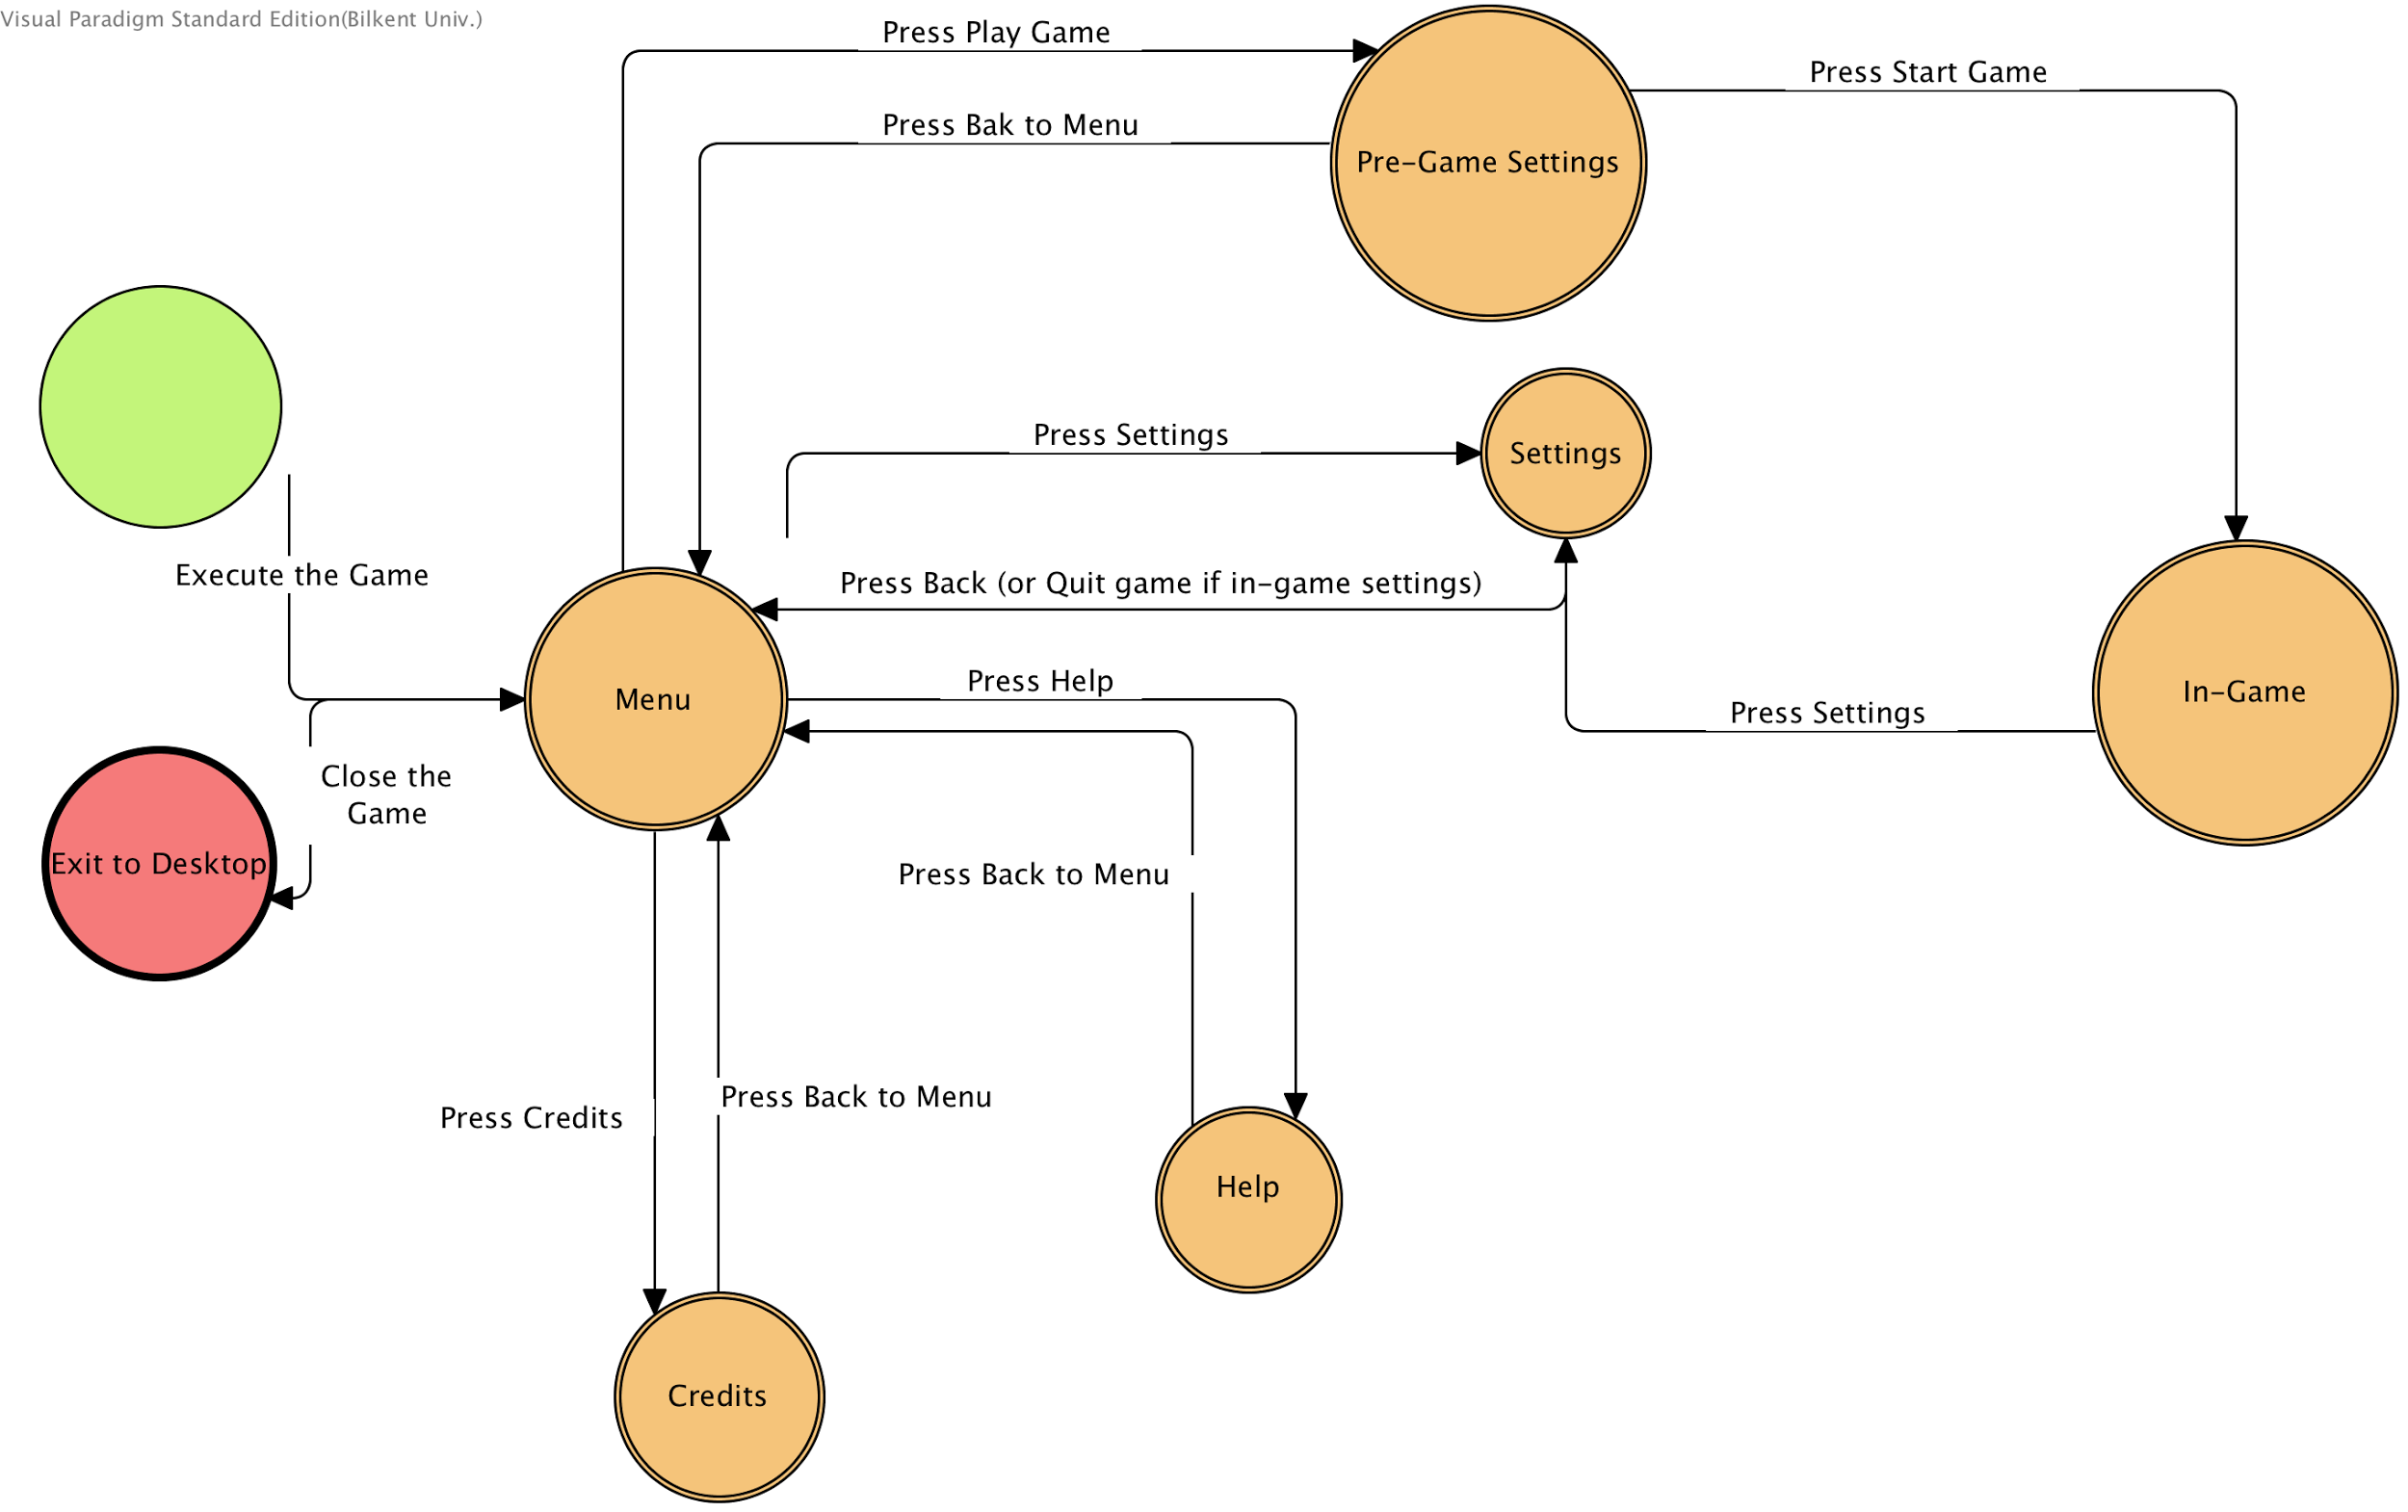 Visual Paradigm Standard Edition(Bilkent Univ.)
Press Play Game
Press Start Game
Press Bak to Menu
Pre-Game Settings
Press Settings
Settings
Execute the Game
Press Back (or Quit game if in-game settings)
Menu
Press Help
In-Game
Press Settings
Close the
Game
Exit to Desktop
Press Back to Menu
Press Back to Menu
Press Credits
Help
Credits